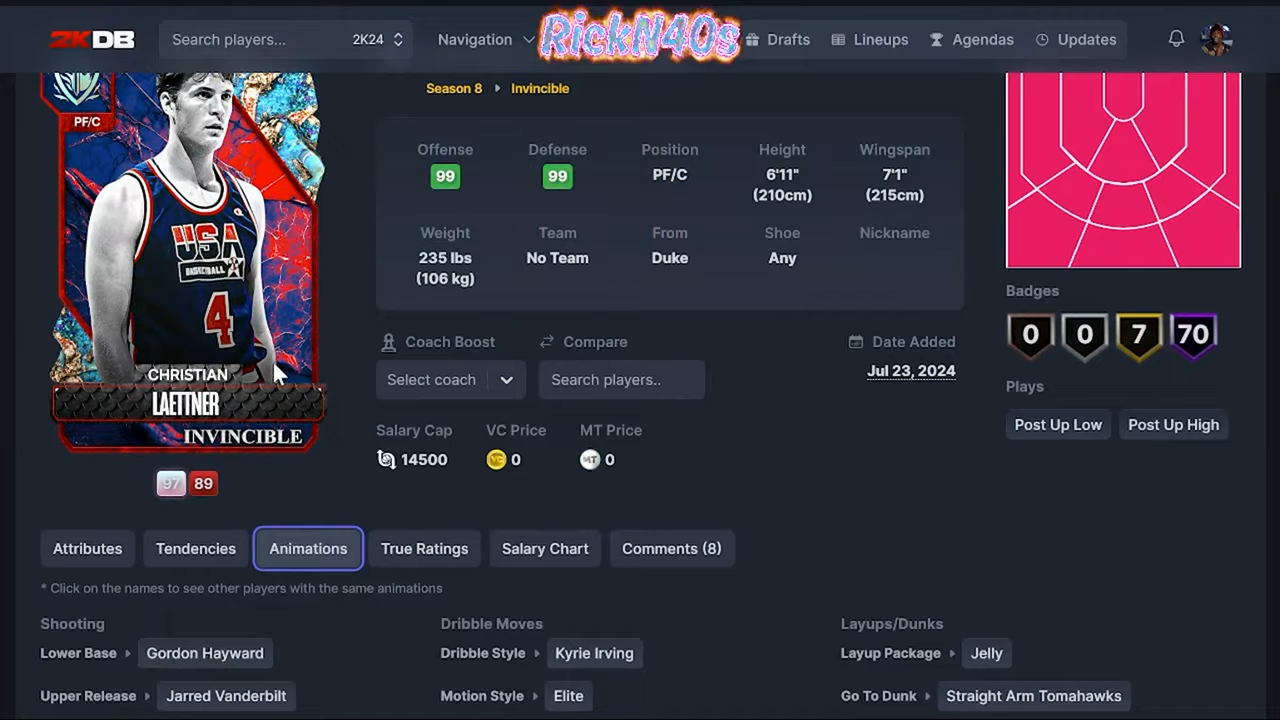 2KDB
Search players...
2K24
Navigation
RickN40s
Drafts
Lineups
Agendas
Updates
PF/C
USA
BASKETBALL
4
CHRISTIAN
LAETTNER
INVINCIBLE
97
89
Season 8
Invincible
Offense
Defense
Position
Height
Wingspan
99
99
PF/C
6'11"
(210cm)
7'1"
(215cm)
Weight
Team
From
Shoe
Nickname
235 lbs
(106 kg)
No Team
Duke
Any
Coach Boost
Compare
Date Added
Select coach
Search players..
Jul 23, 2024
Salary Cap
VC Price
MT Price
14500
VC
0
MT
0
Badges
0
0
7
70
Plays
Post Up Low
Post Up High
Attributes
Tendencies
Animations
True Ratings
Salary Chart
Comments (8)
* Click on the names to see other players with the same animations
Shooting
Lower Base
Gordon Hayward
Upper Release
Jarred Vanderbilt
Dribble Moves
Dribble Style
Kyrie Irving
Motion Style
Elite
Layups/Dunks
Layup Package
Jelly
Go To Dunk
Straight Arm Tomahawks